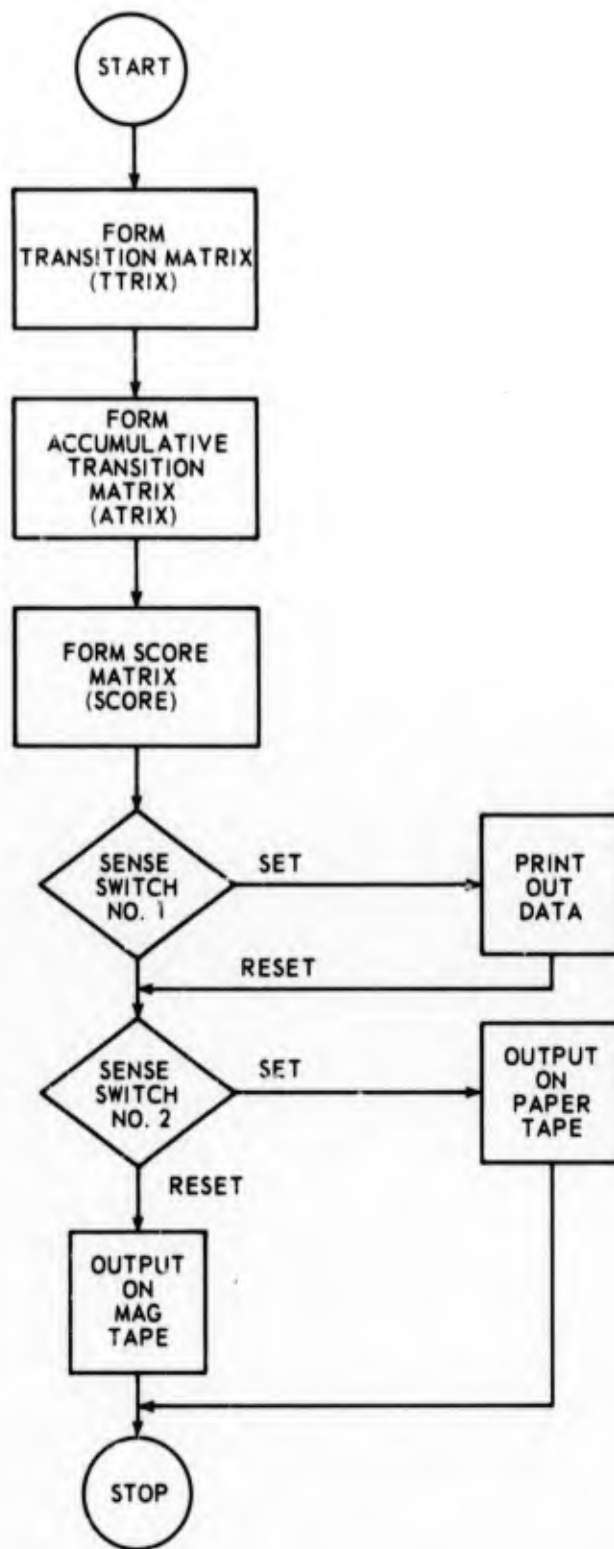 START
FORM
TRANSITION MATRIX
(TTRIX)
FORM
ACCUMULATIVE
TRANSITION
MATRIX
(ATRIX)
FORM SCORE
MATRIX
(SCORE)
SENSE
SWITCH
NO. 1
SET
PRINT
OUT
DATA
RESET
SENSE
SWITCH
NO. 2
SET
OUTPUT
ON
PAPER
TAPE
RESET
OUTPUT
ON
MAG
TAPE
STOP